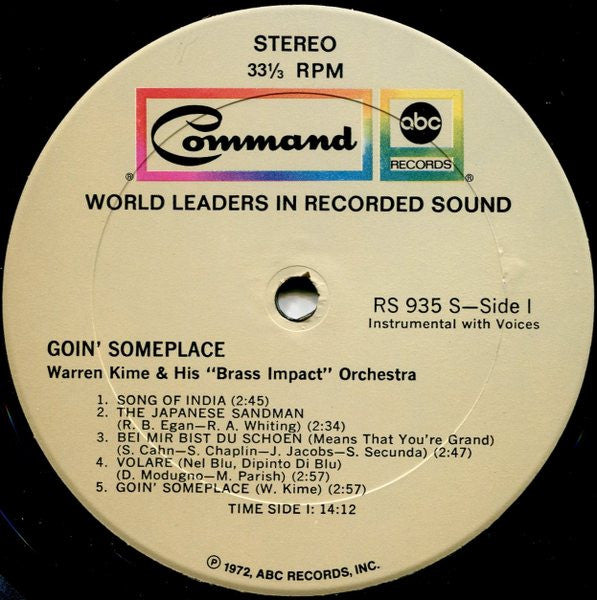 STEREO
33⅓ RPM
Command
abc
RECORDS
® ®
WORLD LEADERS IN RECORDED SOUND
RS 935 S—Side I
Instrumental with Voices
GOIN' SOMEPLACE
Warren Kime & His "Brass Impact" Orchestra
1. SONG OF INDIA (2:45)
2. THE JAPANESE SANDMAN
(R. B. Egan—R. A. Whiting) (2:34)
3. BEI MIR BIST DU SCHOEN (Means That You're Grand)
(S. Cahn—S. Chaplin—J. Jacobs—S. Secunda) (2:47)
4. VOLARE (Nel Blu, Dipinto Di Blu)
(D. Modugno—M. Parish) (2:57)
5. GOIN' SOMEPLACE (W. Kime) (2:57)
TIME SIDE I: 14:12
℗ 1972, ABC RECORDS, INC.